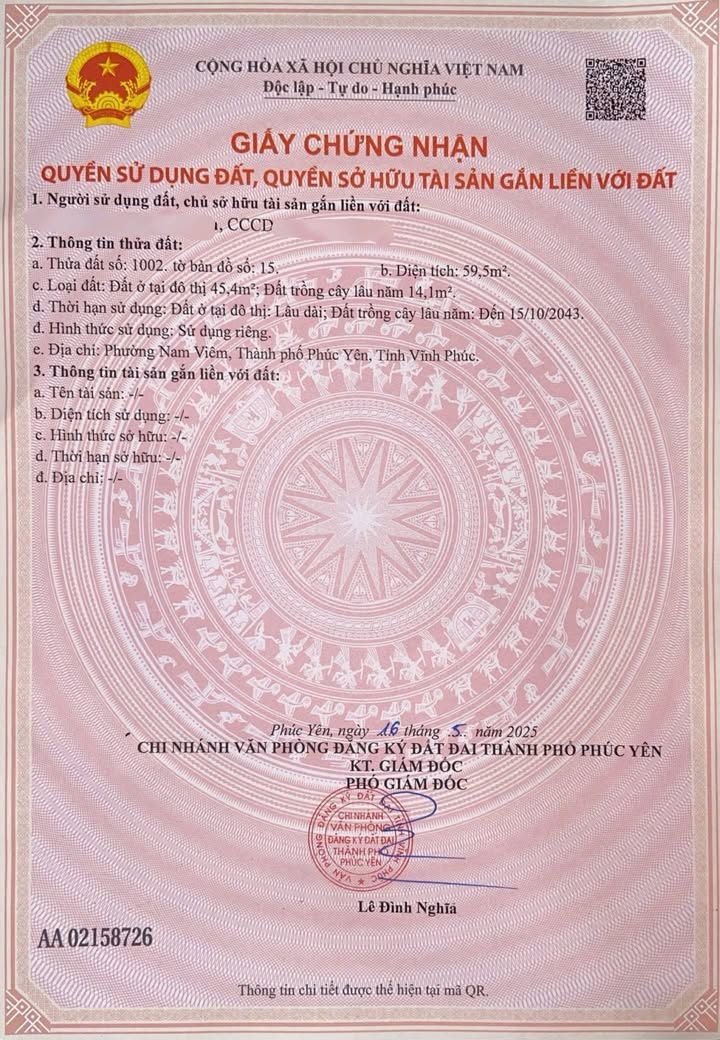 CỘNG HÒA XÃ HỘI CHỦ NGHĨA VIỆT NAM
Độc lập - Tự do - Hạnh phúc
GIẤY CHỨNG NHẬN
QUYỀN SỬ DỤNG ĐẤT, QUYỀN SỞ HỮU TÀI SẢN GẮN LIỀN VỚI ĐẤT
1. Người sử dụng đất, chủ sở hữu tài sản gắn liền với đất:
, CCCD
2. Thông tin thửa đất:
a. Thửa đất số: 1002. tờ bản đồ số: 15. b. Diện tích: 59,5m².
c. Loại đất: Đất ở tại đô thị 45,4m²; Đất trồng cây lâu năm 14,1m².
d. Thời hạn sử dụng: Đất ở tại đô thị: Lâu dài; Đất trồng cây lâu năm: Đến 15/10/2043.
đ. Hình thức sử dụng: Sử dụng riêng.
e. Địa chỉ: Phường Nam Viêm, Thành phố Phúc Yên, Tỉnh Vĩnh Phúc.
3. Thông tin tài sản gắn liền với đất:
a. Tên tài sản: -/-
b. Diện tích sử dụng: -/-
c. Hình thức sở hữu: -/-
d. Thời hạn sở hữu: -/-
đ. Địa chỉ: -/-
Phúc Yên, ngày 16 tháng .5.. năm 2025
CHI NHÁNH VĂN PHÒNG ĐĂNG KÝ ĐẤT ĐAI THÀNH PHỐ PHÚC YÊN
KT. GIÁM ĐỐC
PHÓ GIÁM ĐỐC
VĂN PHÒNG ĐĂNG KÝ ĐẤT ĐAI TỈNH VĨNH PHÚC
CHI NHÁNH
VĂN PHÒNG
ĐĂNG KÝ ĐẤT ĐAI
THÀNH PHỐ
PHÚC YÊN
Lê Đình Nghĩa
AA 02158726
Thông tin chi tiết được thể hiện tại mã QR.